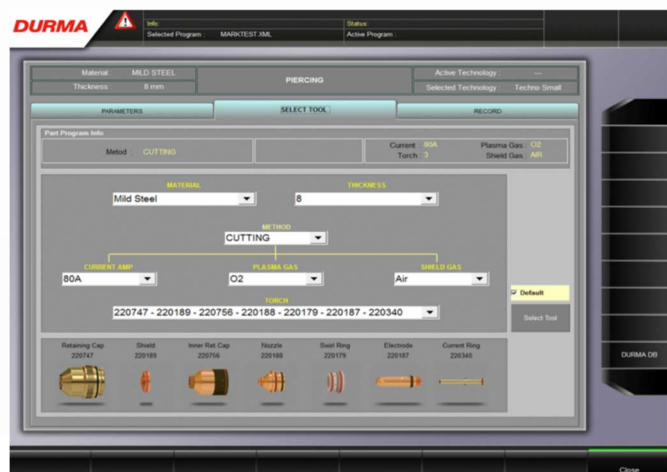 DURMA
Info:
Status:
Selected Program : MARKTEST.XML
Active Program :
Material MILD STEEL
PIERCING
Active Technology : ---
Thickness 8 mm
Selected Technology : Techno Small
PARAMETERS
SELECT TOOL
RECORD
Part Program Info
Metod : CUTTING
Current : 80A
Plasma Gas : O2
Torch : 3
Shield Gas : AIR
MATERIAL
THICKNESS
Mild Steel
8
METHOD
CUTTING
CURRENT AMP
PLASMA GAS
SHIELD GAS
80A
O2
Air
TORCH
220747 - 220189 - 220756 - 220188 - 220179 - 220187 - 220340
Default
Select Tool
DURMA DB
Retaining Cap
Shield
Inner Ret. Cap
Nozzle
Swirl Ring
Electrode
Current Ring
220747
220189
220756
220188
220179
220187
220340
Close